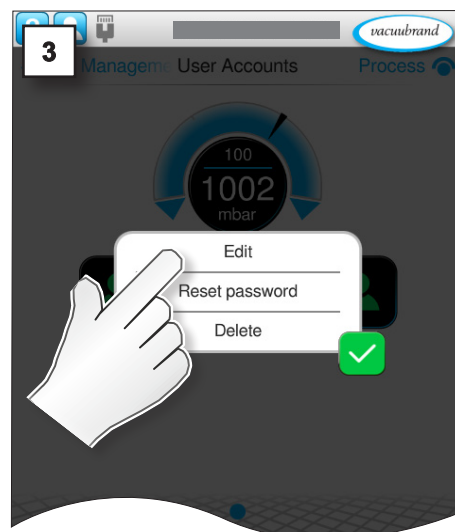 3
vacuubrand
Manageme
User Accounts
Process
100
1002
mbar
Edit
Reset password
Delete